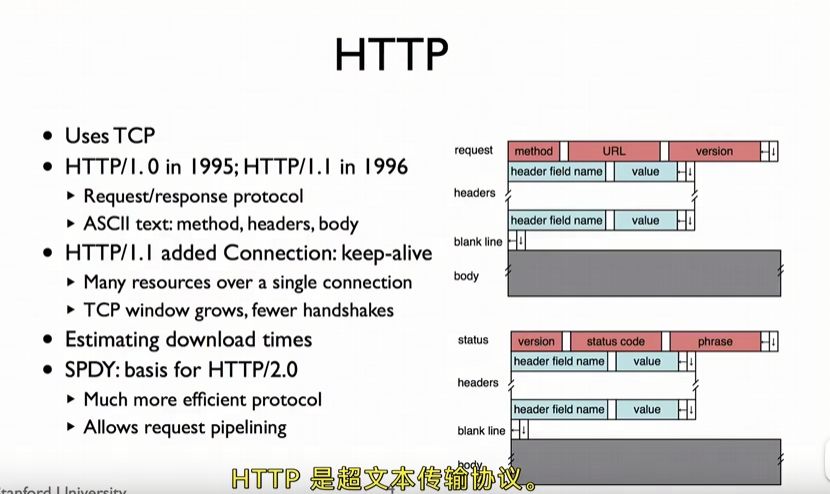 HTTP
• Uses TCP
• HTTP/1.0 in 1995; HTTP/1.1 in 1996
‣ Request/response protocol
‣ ASCII text: method, headers, body
• HTTP/1.1 added Connection: keep-alive
‣ Many resources over a single connection
‣ TCP window grows, fewer handshakes
• Estimating download times
• SPDY: basis for HTTP/2.0
‣ Much more efficient protocol
‣ Allows request pipelining
request method URL version ↓
header field name value ↓
headers
header field name value ↓
blank line ↓
body
status version status code phrase ↓
header field name value ↓
headers
header field name value ↓
blank line ↓
body
HTTP 是超文本传输协议。
Stanford University